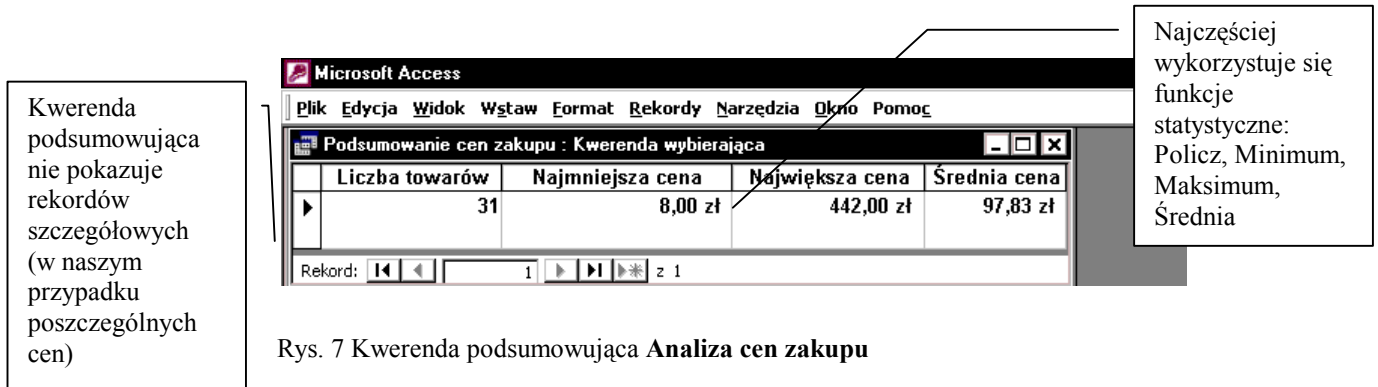 Kwerenda
podsumowująca
nie pokazuje
rekordów
szczegółowych
(w naszym
przypadku
poszczególnych
cen)
Microsoft Access
Plik Edycja Widok Wstaw Format Rekordy Narzędzia Okno Pomoc
Podsumowanie cen zakupu : Kwerenda wybierająca
Liczba towarów Najmniejsza cena Największa cena Średnia cena
31 8,00 zł 442,00 zł 97,83 zł
Rekord: 1 z 1
Najczęściej
wykorzystuje się
funkcje
statystyczne:
Policz, Minimum,
Maksimum,
Średnia
Rys. 7 Kwerenda podsumowująca Analiza cen zakupu